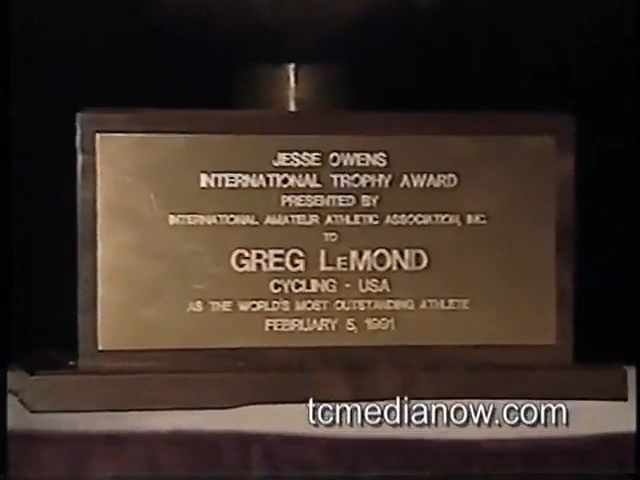 JESSE OWENS
INTERNATIONAL TROPHY AWARD
PRESENTED BY
INTERNATIONAL AMATEUR ATHLETIC ASSOCIATION, INC.
TO
GREG LEMOND
CYCLING - USA
AS THE WORLD'S MOST OUTSTANDING ATHLETE
FEBRUARY 5, 1991
tcmedianow.com